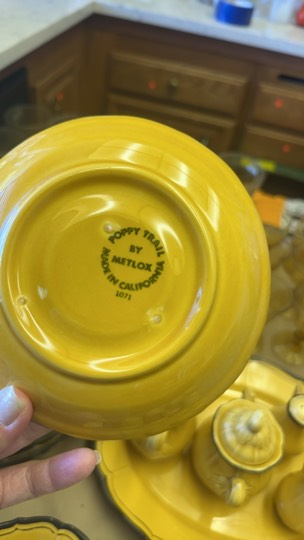 POPPY TRAIL
BY
METLOX
MADE IN CALIFORNIA
1071